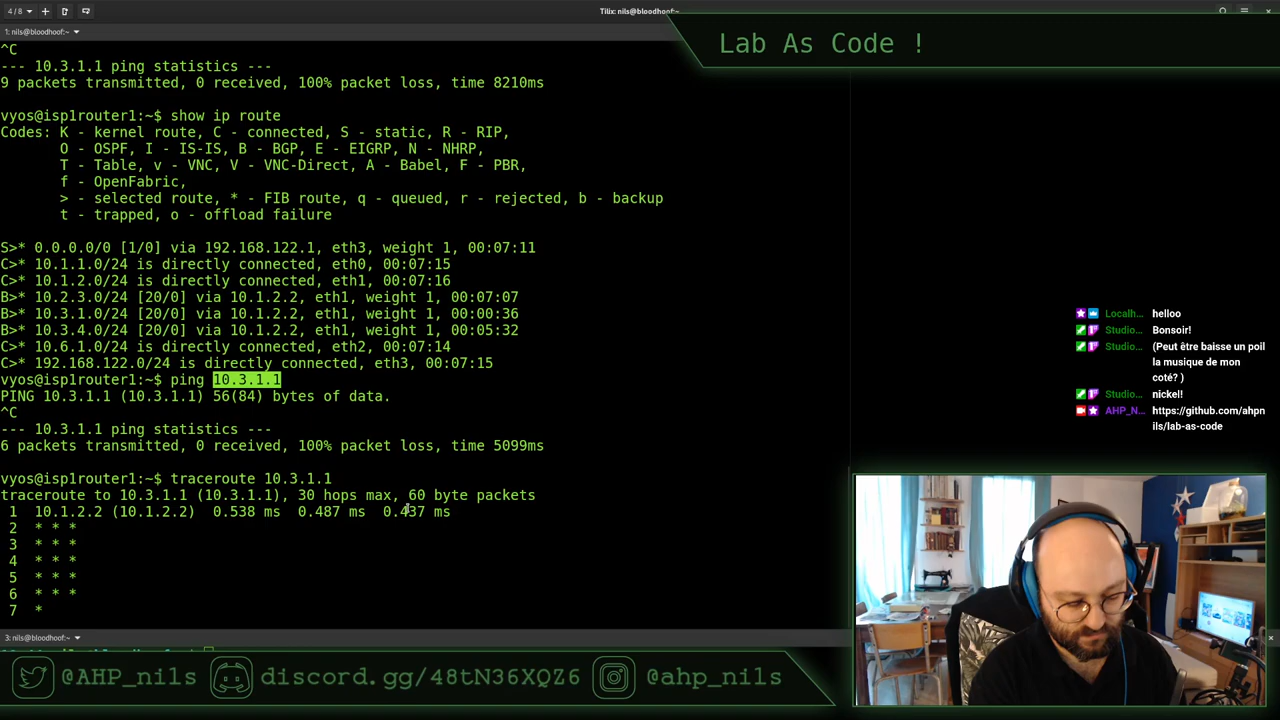 4 / 8
Tilix: nils@bloodhoof:~
1: nils@bloodhoof:~
Lab As Code !
^C
--- 10.3.1.1 ping statistics ---
9 packets transmitted, 0 received, 100% packet loss, time 8210ms
vyos@isp1router1:~$ show ip route
Codes: K - kernel route, C - connected, S - static, R - RIP,
O - OSPF, I - IS-IS, B - BGP, E - EIGRP, N - NHRP,
T - Table, v - VNC, V - VNC-Direct, A - Babel, F - PBR,
f - OpenFabric,
> - selected route, * - FIB route, q - queued, r - rejected, b - backup
t - trapped, o - offload failure
S>* 0.0.0.0/0 [1/0] via 192.168.122.1, eth3, weight 1, 00:07:11
C>* 10.1.1.0/24 is directly connected, eth0, 00:07:15
C>* 10.1.2.0/24 is directly connected, eth1, 00:07:16
B>* 10.2.3.0/24 [20/0] via 10.1.2.2, eth1, weight 1, 00:07:07
B>* 10.3.1.0/24 [20/0] via 10.1.2.2, eth1, weight 1, 00:00:36
B>* 10.3.4.0/24 [20/0] via 10.1.2.2, eth1, weight 1, 00:05:32
C>* 10.6.1.0/24 is directly connected, eth2, 00:07:14
C>* 192.168.122.0/24 is directly connected, eth3, 00:07:15
vyos@isp1router1:~$ ping 10.3.1.1
PING 10.3.1.1 (10.3.1.1) 56(84) bytes of data.
^C
--- 10.3.1.1 ping statistics ---
6 packets transmitted, 0 received, 100% packet loss, time 5099ms
vyos@isp1router1:~$ traceroute 10.3.1.1
traceroute to 10.3.1.1 (10.3.1.1), 30 hops max, 60 byte packets
1 10.1.2.2 (10.1.2.2) 0.538 ms 0.487 ms 0.437 ms
2 * * *
3 * * *
4 * * *
5 * * *
6 * * *
7 *
3: nils@bloodhoof:~
Localh... helloo
Studio... Bonsoir!
Studio... (Peut être baisse un poil
la musique de mon
coté? )
Studio... nickel!
AHP_N... https://github.com/ahpn
ils/lab-as-code
@AHP_nils
discord.gg/48tN36XQZ6
@ahp_nils